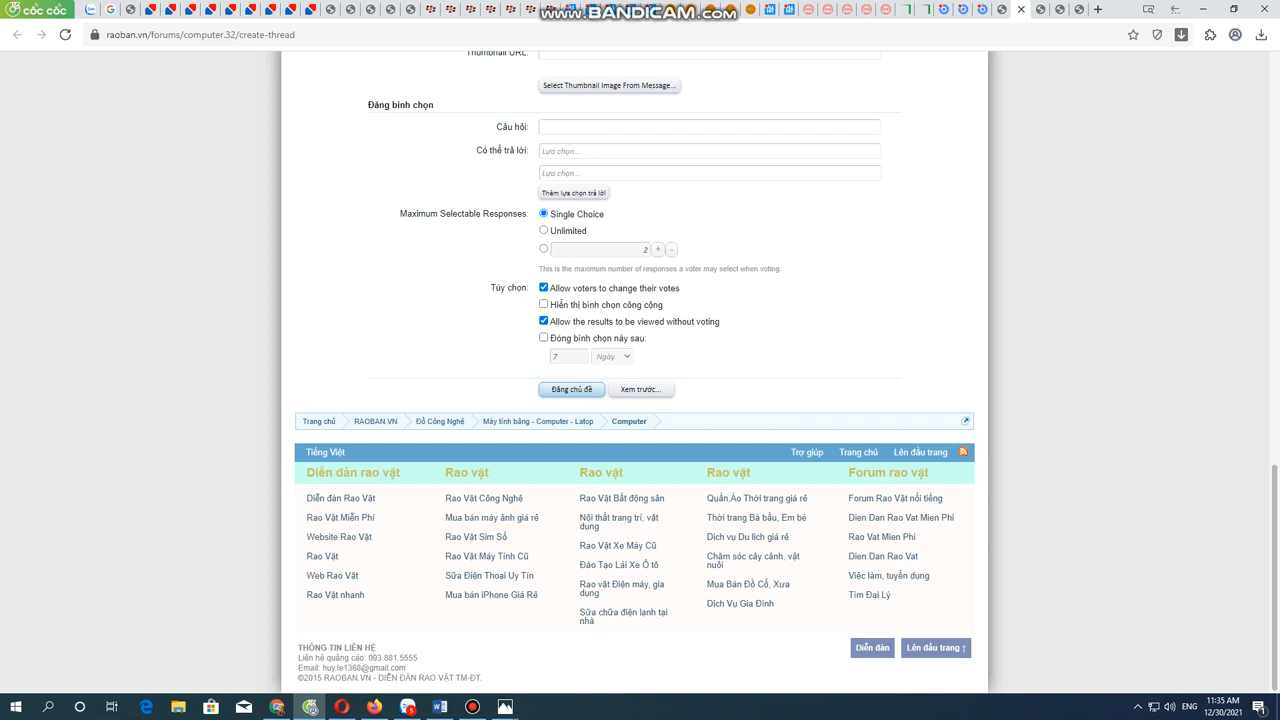 www.BANDICAM.com
raoban.vn/forums/computer.32/create-thread
Thumbnail URL:
Select Thumbnail Image From Message...
Đăng bình chọn
Câu hỏi:
Có thể trả lời:
Lựa chọn...
Lựa chọn...
Thêm lựa chọn trả lời
Maximum Selectable Responses:
Single Choice
Unlimited
2 + -
This is the maximum number of responses a voter may select when voting.
Tùy chọn:
Allow voters to change their votes
Hiển thị bình chọn công cộng
Allow the results to be viewed without voting
Đóng bình chọn này sau:
7 Ngày
Đăng chủ đề Xem trước...
Trang chủ RAOBAN.VN Đồ Công Nghệ Máy tính bảng - Computer - Latop Computer
Tiếng Việt Trợ giúp Trang chủ Lên đầu trang
Diễn đàn rao vặt
Diễn đàn Rao Vặt
Rao Vặt Miễn Phí
Website Rao Vặt
Rao Vặt
Web Rao Vặt
Rao Vặt nhanh
Rao vặt
Rao Vặt Công Nghệ
Mua bán máy ảnh giá rẻ
Rao Vặt Sim Số
Rao Vặt Máy Tính Cũ
Sửa Điện Thoại Uy Tín
Mua bán iPhone Giá Rẻ
Rao vặt
Rao Vặt Bất động sản
Nội thất trang trí, vật
dụng
Rao Vặt Xe Máy Cũ
Đào Tạo Lái Xe Ô tô
Rao vặt Điện máy, gia
dụng
Sữa chữa điện lạnh tại
nhà
Rao vặt
Quần,Áo Thời trang giá rẻ
Thời trang Bà bầu, Em bé
Dịch vụ Du lịch giá rẻ
Chăm sóc cây cảnh, vật
nuôi
Mua Bán Đồ Cổ, Xưa
Dịch Vụ Gia Đình
Forum rao vặt
Forum Rao Vặt nổi tiếng
Dien Dan Rao Vat Mien Phi
Rao Vat Mien Phi
Dien Dan Rao Vat
Việc làm, tuyển dụng
Tìm Đại Lý
THÔNG TIN LIÊN HỆ
Liên hệ quảng cáo: 093.881.5555
Email: huy.le1368@gmail.com
©2015 RAOBAN.VN - DIỄN ĐÀN RAO VẶT TM-ĐT.
Diễn đàn Lên đầu trang ↑
ENG
11:35 AM
12/30/2021